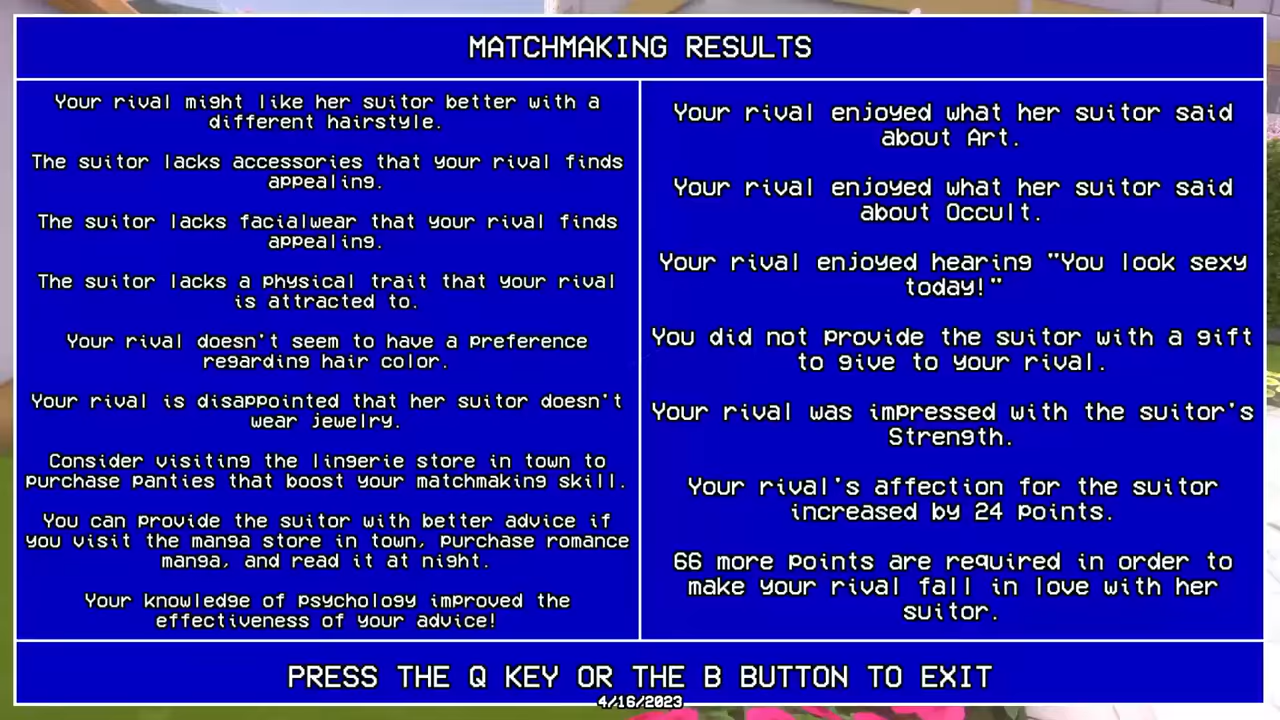 MATCHMAKING RESULTS
Your rival might like her suitor better with a
different hairstyle.
The suitor lacks accessories that your rival finds
appealing.
The suitor lacks facialwear that your rival finds
appealing.
The suitor lacks a physical trait that your rival
is attracted to.
Your rival doesn't seem to have a preference
regarding hair color.
Your rival is disappointed that her suitor doesn't
wear jewelry.
Consider visiting the lingerie store in town to
purchase panties that boost your matchmaking skill.
You can provide the suitor with better advice if
you visit the manga store in town, purchase romance
manga, and read it at night.
Your knowledge of psychology improved the
effectiveness of your advice!
Your rival enjoyed what her suitor said
about Art.
Your rival enjoyed what her suitor said
about Occult.
Your rival enjoyed hearing "You look sexy
today!"
You did not provide the suitor with a gift
to give to your rival.
Your rival was impressed with the suitor's
Strength.
Your rival's affection for the suitor
increased by 24 points.
66 more points are required in order to
make your rival fall in love with her
suitor.
PRESS THE Q KEY OR THE B BUTTON TO EXIT
4/16/2023